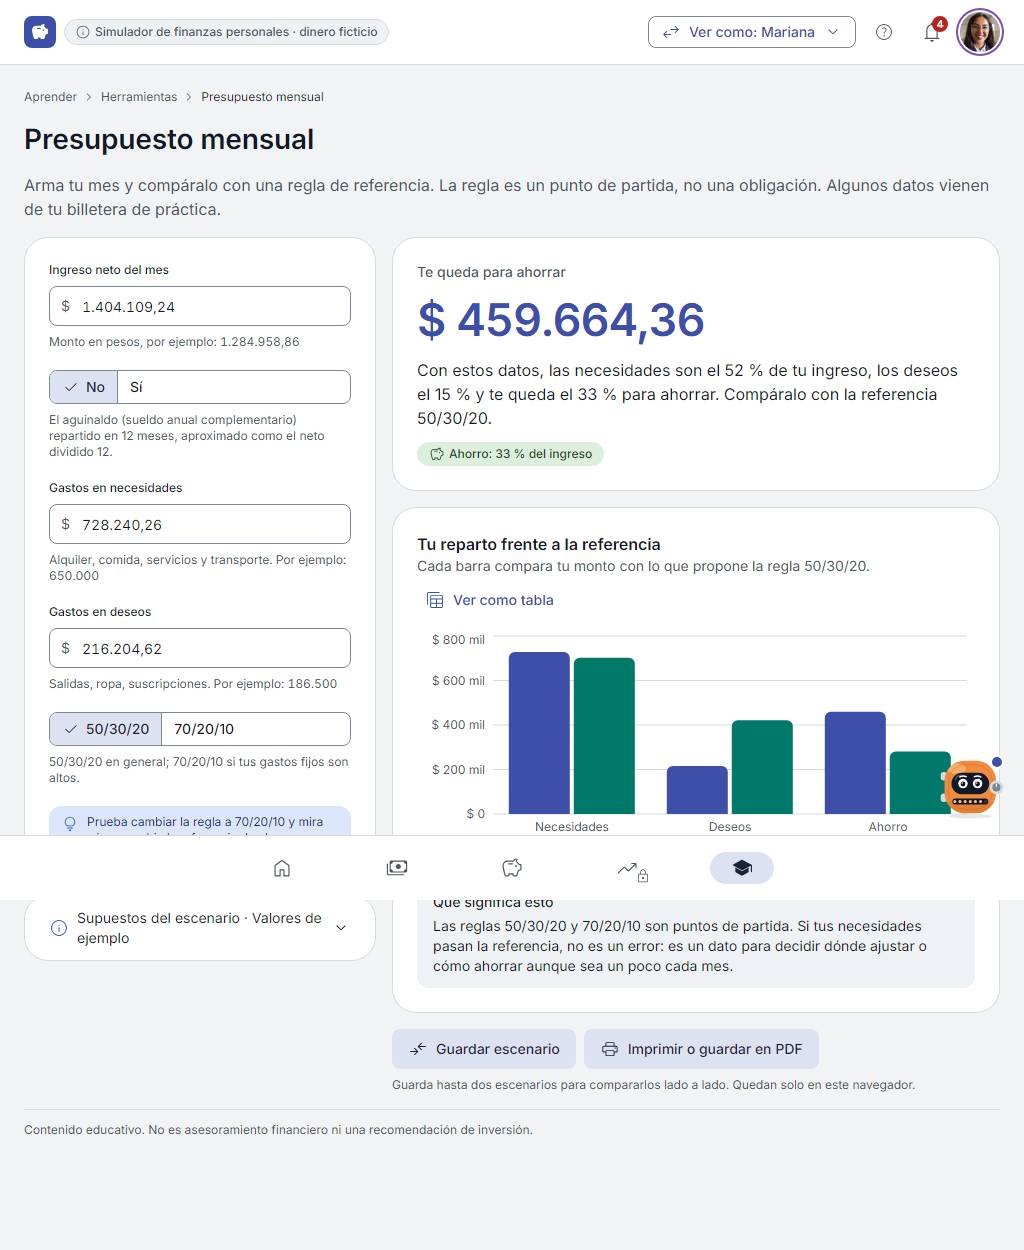 Simulador de finanzas personales · dinero ficticio
Ver como: Mariana
4
Aprender
Herramientas
Presupuesto mensual
Presupuesto mensual
Arma tu mes y compáralo con una regla de referencia. La regla es un punto de partida, no una obligación. Algunos datos vienen
de tu billetera de práctica.
Ingreso neto del mes
$ 1.404.109,24
Monto en pesos, por ejemplo: 1.284.958,86
No
Sí
El aguinaldo (sueldo anual complementario)
repartido en 12 meses, aproximado como el neto
dividido 12.
Gastos en necesidades
$ 728.240,26
Alquiler, comida, servicios y transporte. Por ejemplo:
650.000
Gastos en deseos
$ 216.204,62
Salidas, ropa, suscripciones. Por ejemplo: 186.500
50/30/20
70/20/10
50/30/20 en general; 70/20/10 si tus gastos fijos son
altos.
Prueba cambiar la regla a 70/20/10 y mira
Supuestos del escenario · Valores de
ejemplo
Te queda para ahorrar
$ 459.664,36
Con estos datos, las necesidades son el 52 % de tu ingreso, los deseos
el 15 % y te queda el 33 % para ahorrar. Compáralo con la referencia
50/30/20.
Ahorro: 33 % del ingreso
Tu reparto frente a la referencia
Cada barra compara tu monto con lo que propone la regla 50/30/20.
Ver como tabla
$ 800 mil
$ 600 mil
$ 400 mil
$ 200 mil
$ 0
Necesidades
Deseos
Ahorro
Qué significa esto
Las reglas 50/30/20 y 70/20/10 son puntos de partida. Si tus necesidades
pasan la referencia, no es un error: es un dato para decidir dónde ajustar o
cómo ahorrar aunque sea un poco cada mes.
Guardar escenario
Imprimir o guardar en PDF
Guarda hasta dos escenarios para compararlos lado a lado. Quedan solo en este navegador.
Contenido educativo. No es asesoramiento financiero ni una recomendación de inversión.